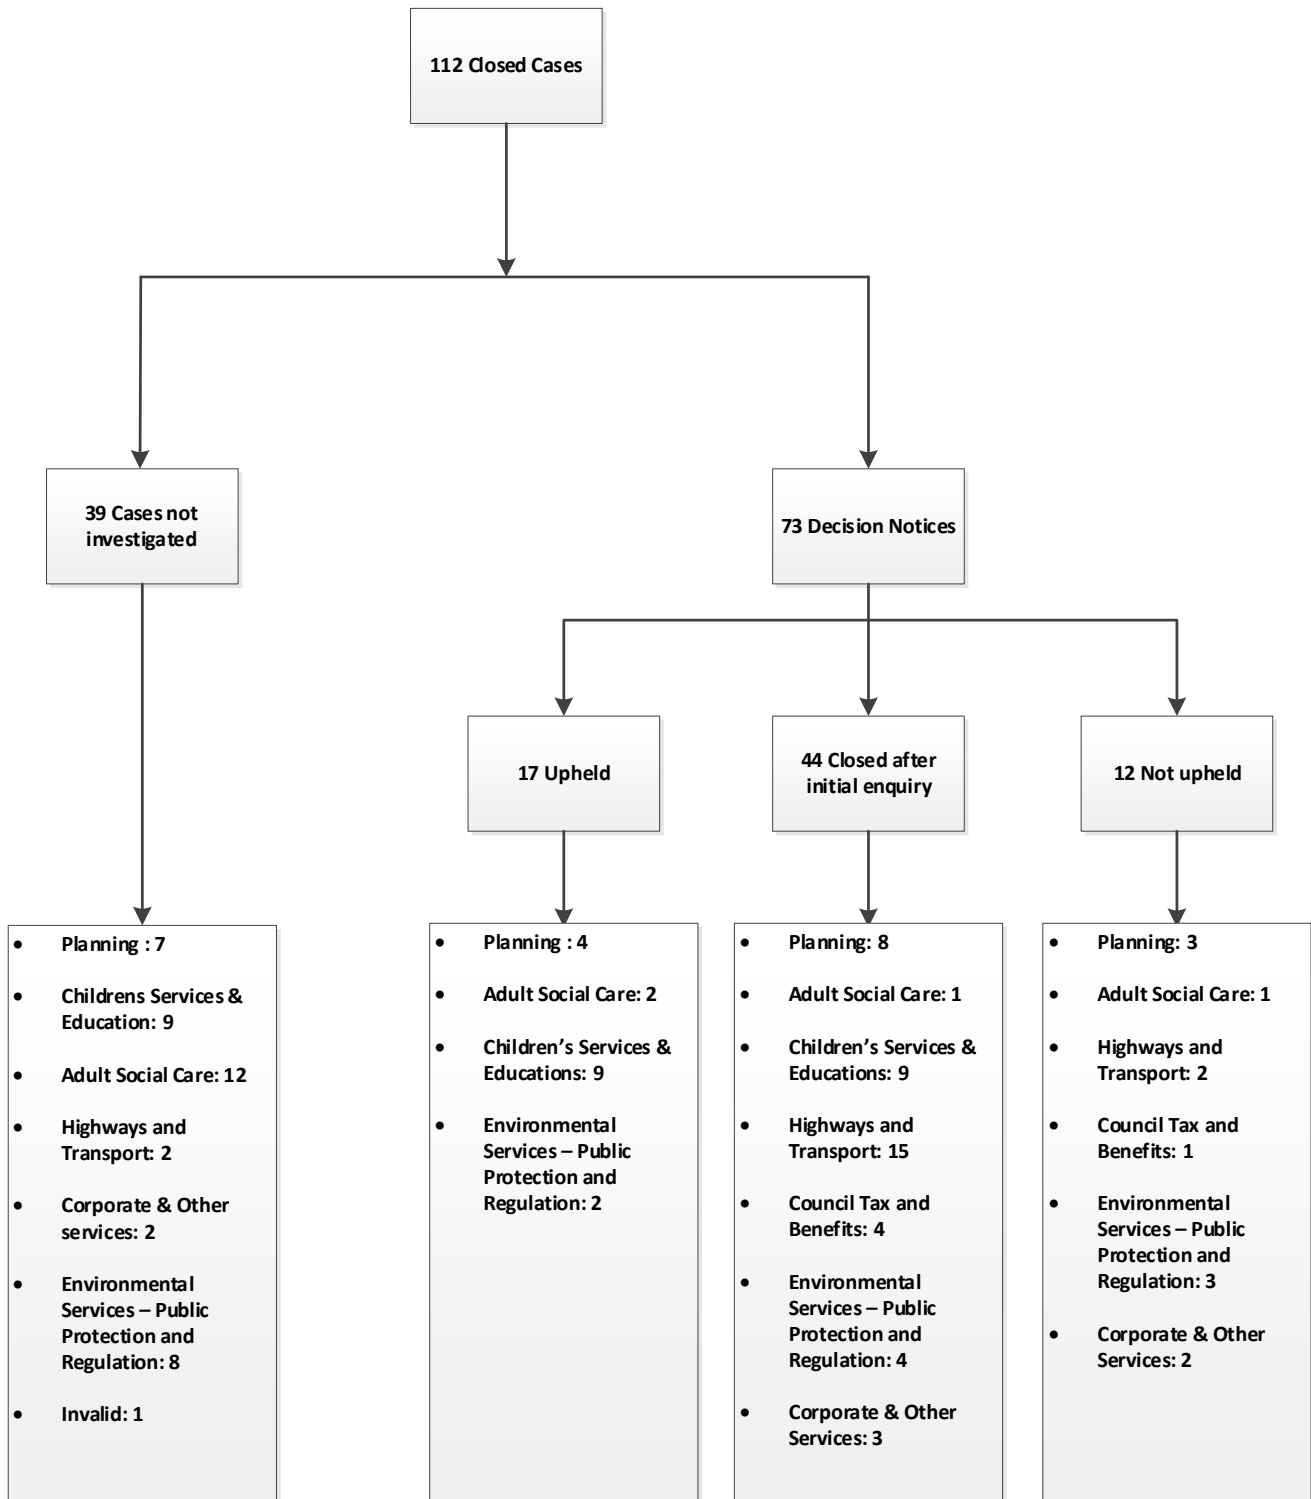 112 Closed Cases
39 Cases not
investigated
73 Decision Notices
17 Upheld
44 Closed after
initial enquiry
12 Not upheld
• Planning : 7
• Childrens Services &
Education: 9
• Adult Social Care: 12
• Highways and
Transport: 2
• Corporate & Other
services: 2
• Environmental
Services – Public
Protection and
Regulation: 8
• Invalid: 1
• Planning : 4
• Adult Social Care: 2
• Children’s Services &
Educations: 9
• Environmental
Services – Public
Protection and
Regulation: 2
• Planning: 8
• Adult Social Care: 1
• Children’s Services &
Educations: 9
• Highways and
Transport: 15
• Council Tax and
Benefits: 4
• Environmental
Services – Public
Protection and
Regulation: 4
• Corporate & Other
Services: 3
• Planning: 3
• Adult Social Care: 1
• Highways and
Transport: 2
• Council Tax and
Benefits: 1
• Environmental
Services – Public
Protection and
Regulation: 3
• Corporate & Other
Services: 2